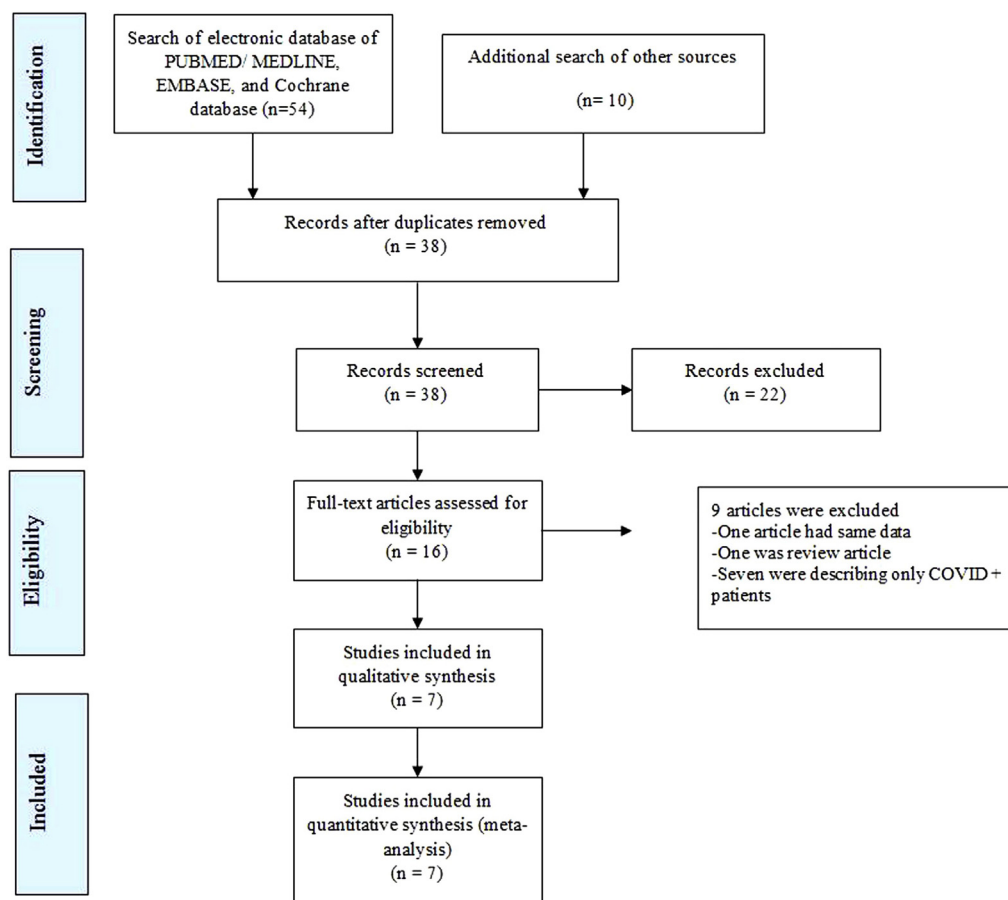 Identification
Search of electronic database of
PUBMED/ MEDLINE,
EMBASE, and Cochrane
database (n=54)
Additional search of other sources
(n= 10)
Records after duplicates removed
(n = 38)
Screening
Records screened
(n = 38)
Records excluded
(n = 22)
Eligibility
Full-text articles assessed for
eligibility
(n = 16)
9 articles were excluded
-One article had same data
-One was review article
-Seven were describing only COVID +
patients
Studies included in
qualitative synthesis
(n = 7)
Included
Studies included in
quantitative synthesis (meta-
analysis)
(n = 7)